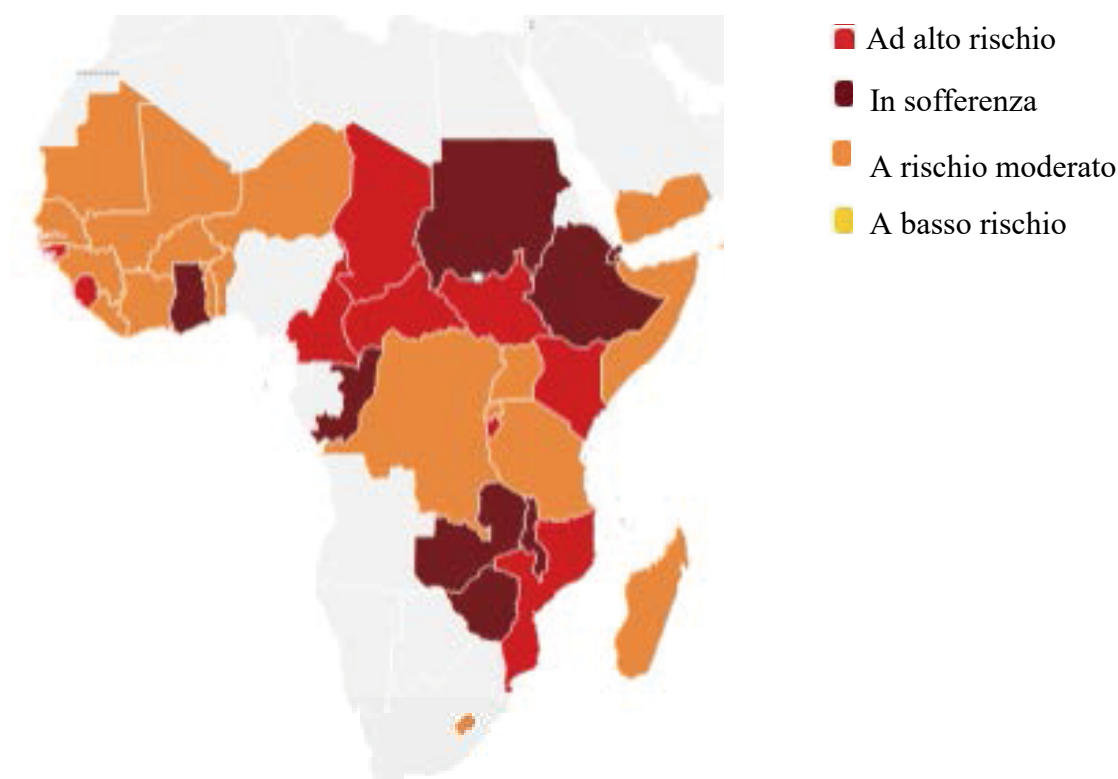 Ad alto rischio
In sofferenza
A rischio moderato
A basso rischio